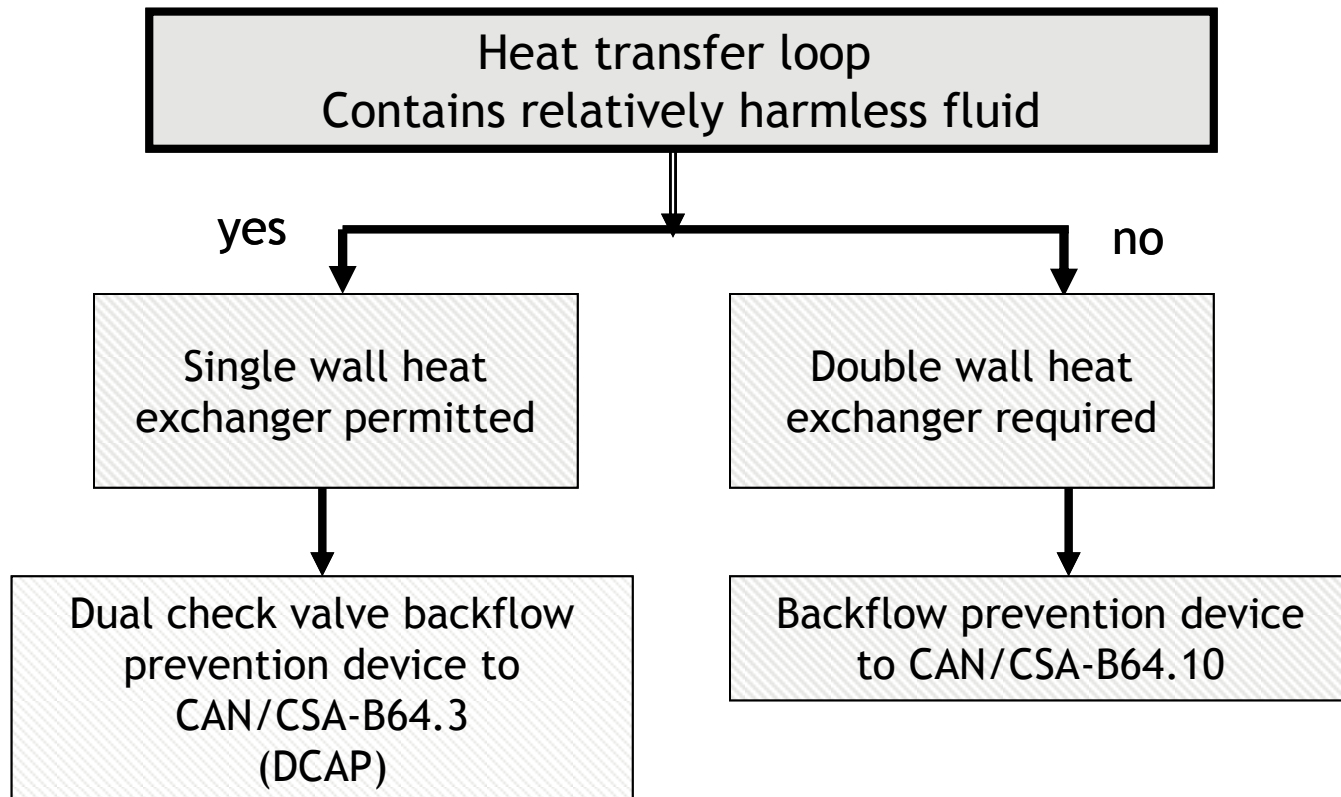 Heat transfer loop
Contains relatively harmless fluid
yes
no
Single wall heat
exchanger permitted
Double wall heat
exchanger required
Dual check valve backflow
prevention device to
CAN/CSA-B64.3
(DCAP)
Backflow prevention device
to CAN/CSA-B64.10